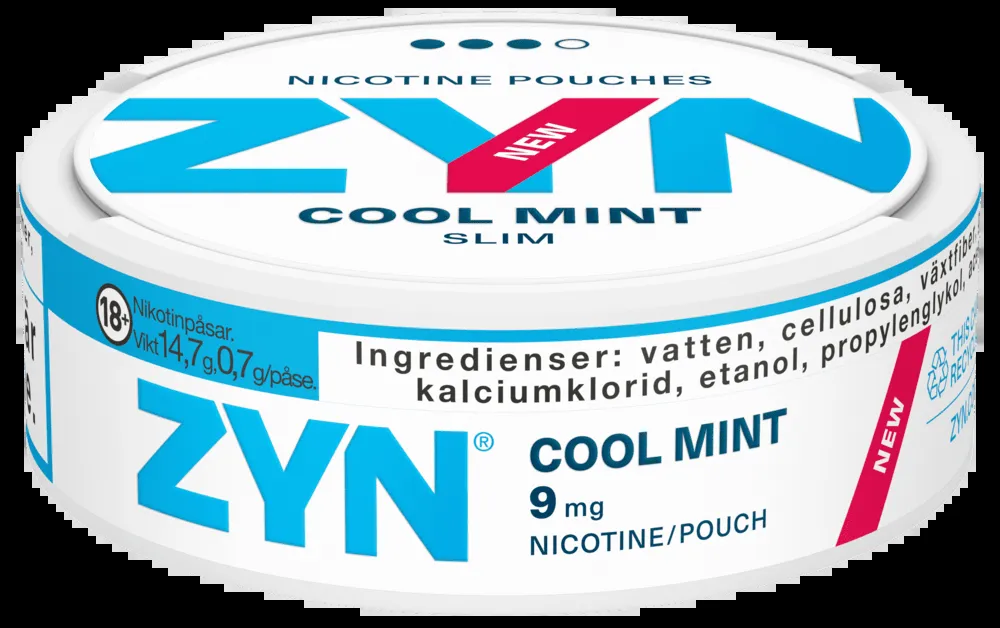 NICOTINE POUCHES
ZYN
NEW
COOL MINT
SLIM
18+
Nikotinpåsar.
Vikt 14,7 g, 0,7 g/påse.
Ingredienser: vatten, cellulosa, växtfiber,
kalciumklorid, etanol, propylenglykol,
ZYN®
COOL MINT
9 mg
NICOTINE/POUCH
NEW
THIS